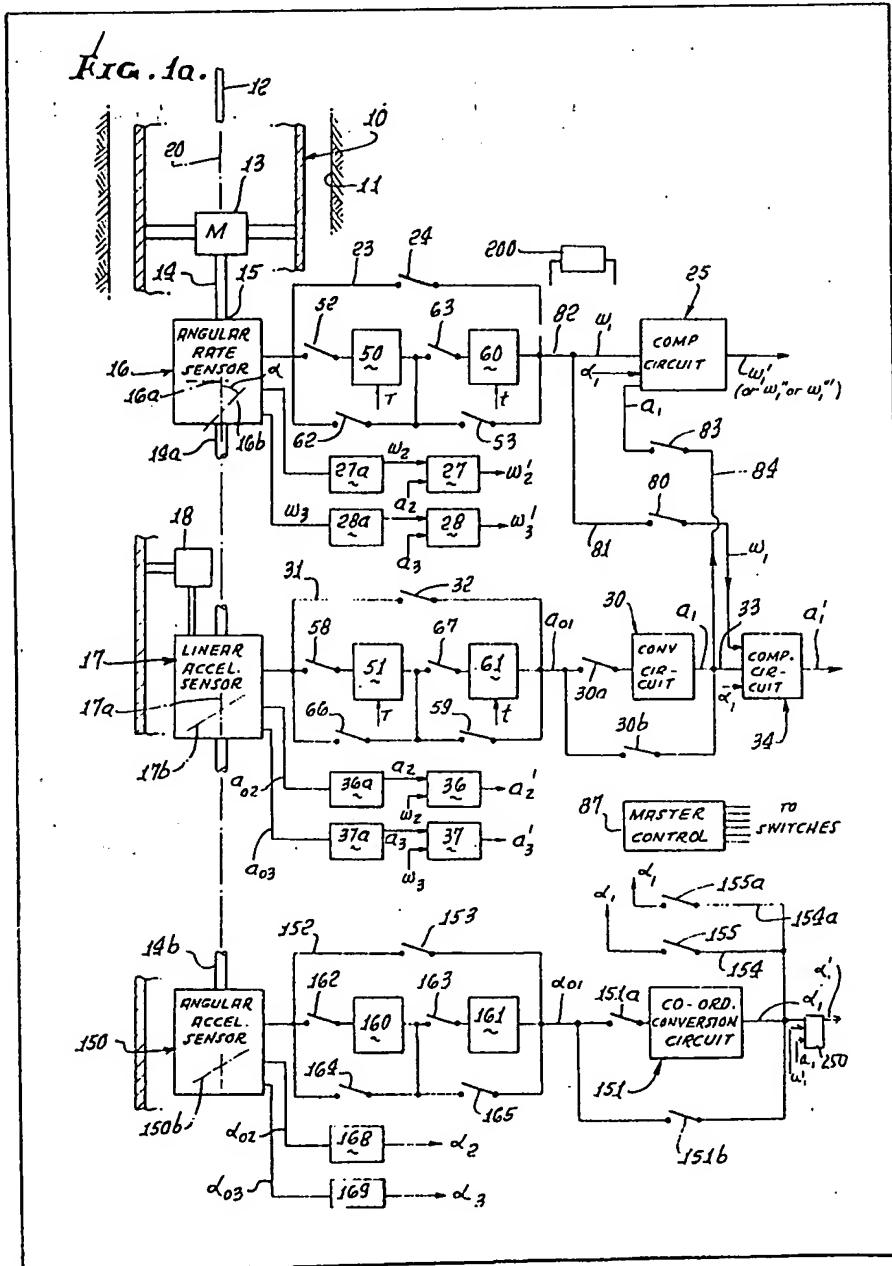 FIG. 1a.
12
10
20
13
11
M
24
200
14
15
23
25
52
63
82
ω₁
ANGULAR
RATE
SENSOR
50
60
COMP
CIRCUIT
16
α₁
ω₁'
(or ω₁" or ω₁"')
16a
α
T
t
a₁
16b
62
53
83
14a
ω₂
84
27a
27
ω₂'
80
a₂
ω₃
28a
28
ω₃'
81
a₃
ω₁
18
31
32
30
58
67
a₀₁
a₁
33
a₁'
17
LINEAR
ACCEL.
SENSOR
51
61
CONV
CIR-
CUIT
COMP.
CIR-
CUIT
17a
30a
α₁
T
t
34
17b
66
59
30b
a₀₂
a₂
36a
36
a₂'
ω₂
87
MASTER
CONTROL
TO
SWITCHES
37a
a₃
37
a₃'
a₀₃
ω₃
α₁
155a
α₁
154a
14b
152
153
155
154
ANGULAR
ACCEL.
SENSOR
162
163
α₀₁
151a
CO-ORD.
CONVERSION
CIRCUIT
α₁
α₁'
150
160
161
a₁
250
ω₁
164
165
151
150b
α₀₂
151b
168
α₂
α₀₃
169
α₃